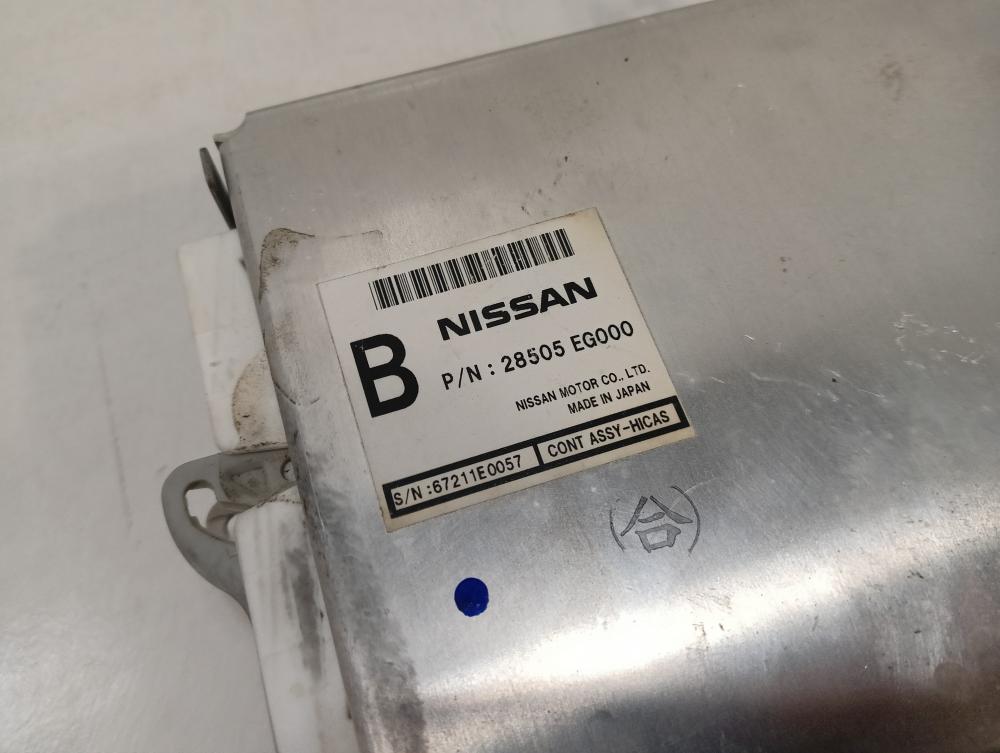 NISSAN
B
P/N : 28505 EG000
NISSAN MOTOR CO., LTD.
MADE IN JAPAN
S/N :67211E0057 CONT ASSY-HICAS
(合)